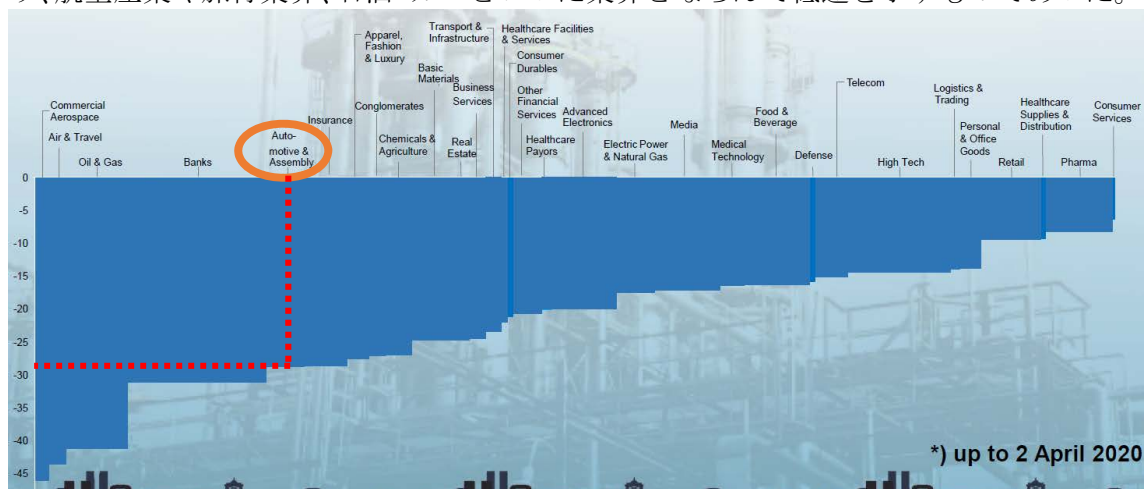 Commercial
Aerospace
Air & Travel
Oil & Gas
Banks
Auto-
motive &
Assembly
Insurance
Apparel,
Fashion
& Luxury
Conglomerates
Chemicals &
Agriculture
Basic
Materials
Real
Estate
Business
Services
Transport &
Infrastructure
Healthcare Facilities
& Services
Consumer
Durables
Other
Financial
Services
Healthcare
Payors
Advanced
Electronics
Electric Power
& Natural Gas
Media
Medical
Technology
Food &
Beverage
Defense
Telecom
High Tech
Logistics &
Trading
Personal
& Office
Goods
Retail
Healthcare
Supplies &
Distribution
Pharma
Consumer
Services
0
-5
-10
-15
-20
-25
-30
-35
-40
-45
*) up to 2 April 2020